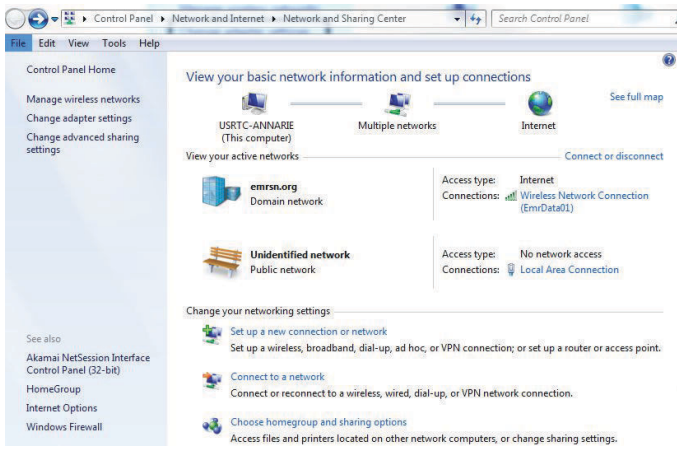 Control Panel ▸ Network and Internet ▸ Network and Sharing Center
Search Control Panel
File Edit View Tools Help
Control Panel Home
Manage wireless networks
Change adapter settings
Change advanced sharing
settings
See also
Akamai NetSession Interface
Control Panel (32-bit)
HomeGroup
Internet Options
Windows Firewall
View your basic network information and set up connections
See full map
USRTC-ANNARIE
(This computer)
Multiple networks
Internet
View your active networks
Connect or disconnect
emrsn.org
Domain network
Access type: Internet
Connections: Wireless Network Connection
(EmrData01)
Unidentified network
Public network
Access type: No network access
Connections: Local Area Connection
Change your networking settings
Set up a new connection or network
Set up a wireless, broadband, dial-up, ad hoc, or VPN connection; or set up a router or access point.
Connect to a network
Connect or reconnect to a wireless, wired, dial-up, or VPN network connection.
Choose homegroup and sharing options
Access files and printers located on other network computers, or change sharing settings.